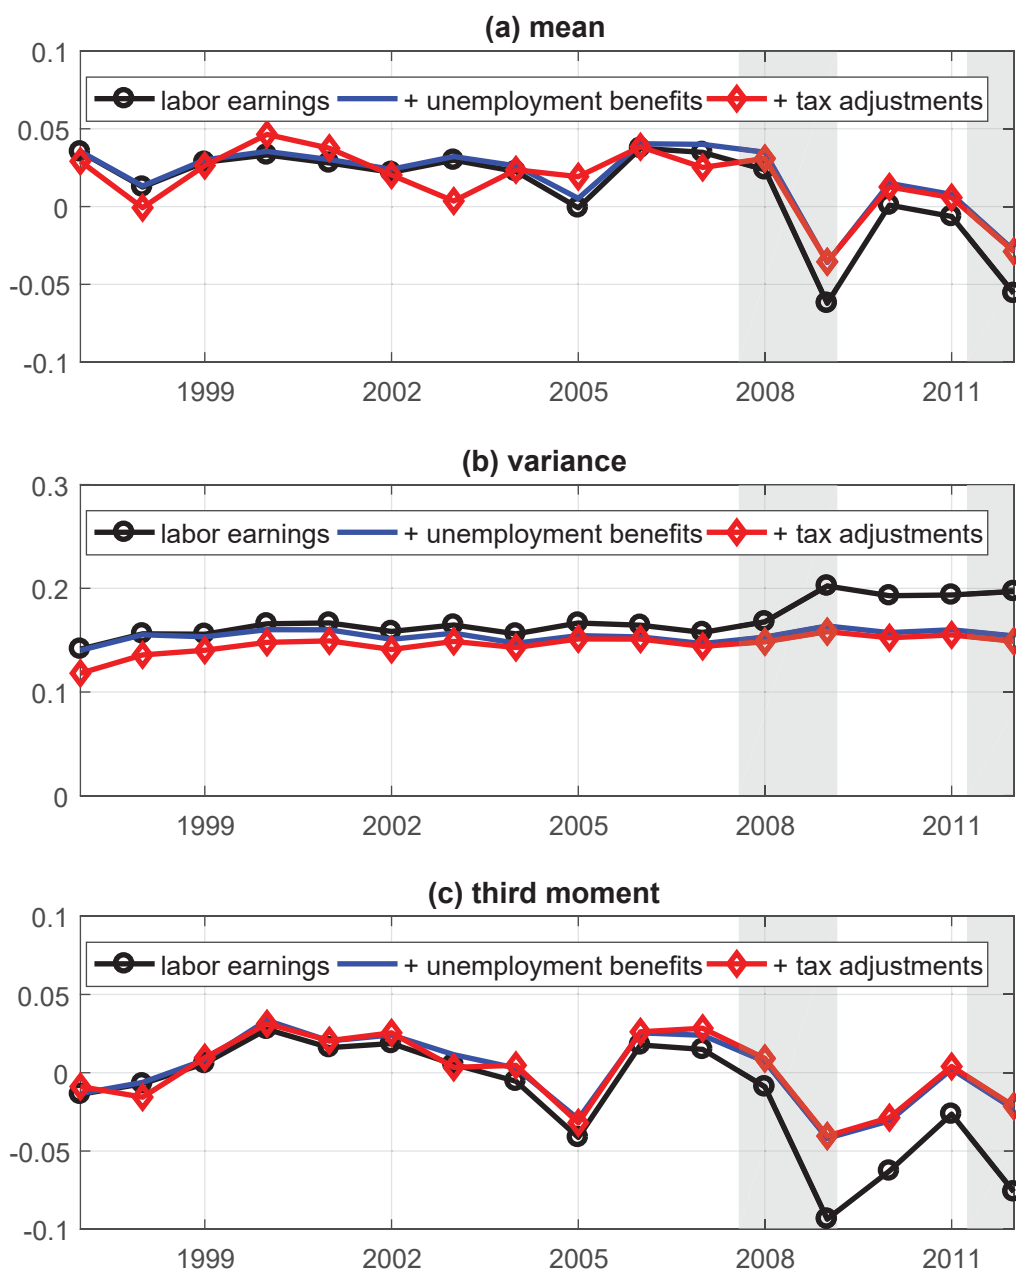 (a) mean
0.1
labor earnings + unemployment benefits + tax adjustments
0.05
0
-0.05
-0.1
1999 2002 2005 2008 2011
(b) variance
0.3
labor earnings + unemployment benefits + tax adjustments
0.2
0.1
0
1999 2002 2005 2008 2011
(c) third moment
0.1
labor earnings + unemployment benefits + tax adjustments
0.05
0
-0.05
-0.1
1999 2002 2005 2008 2011